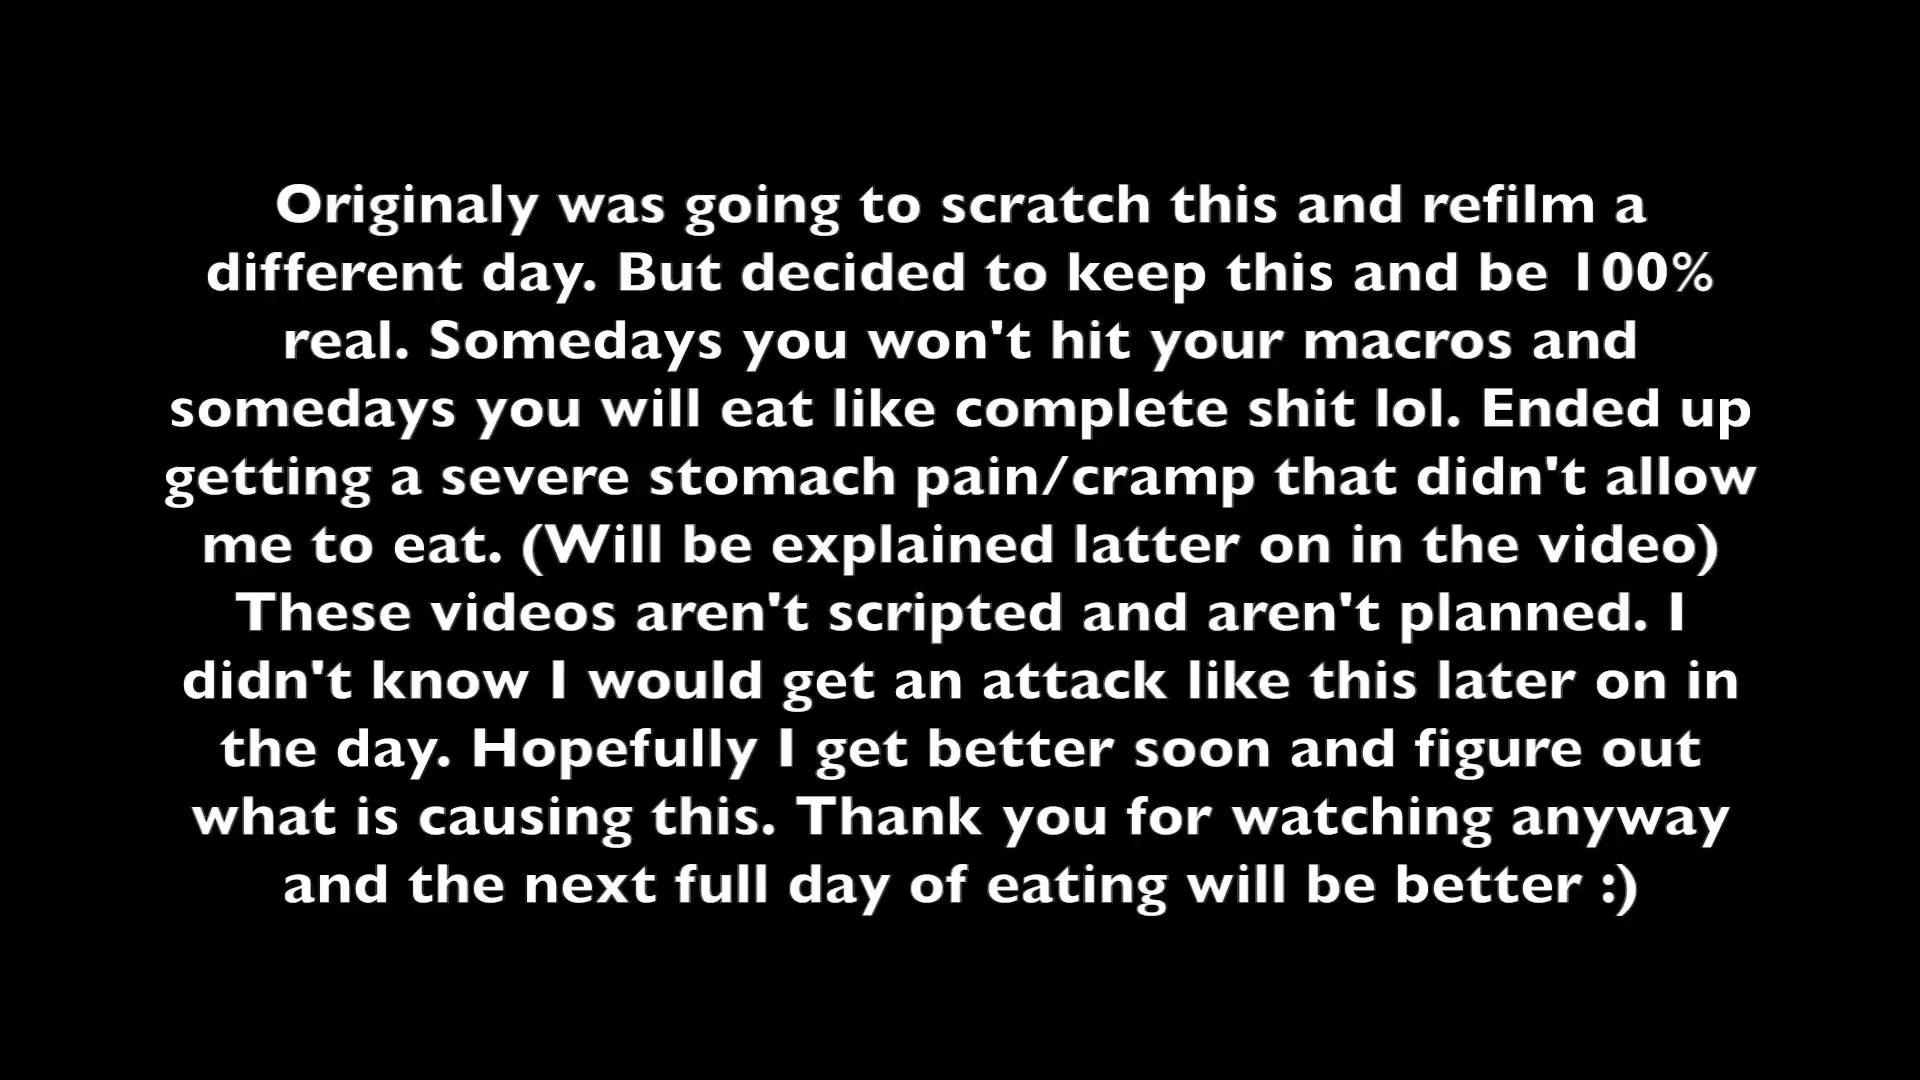 Originaly was going to scratch this and refilm a
different day. But decided to keep this and be 100%
real. Somedays you won't hit your macros and
somedays you will eat like complete shit lol. Ended up
getting a severe stomach pain/cramp that didn't allow
me to eat. (Will be explained latter on in the video)
These videos aren't scripted and aren't planned. I
didn't know I would get an attack like this later on in
the day. Hopefully I get better soon and figure out
what is causing this. Thank you for watching anyway
and the next full day of eating will be better :)